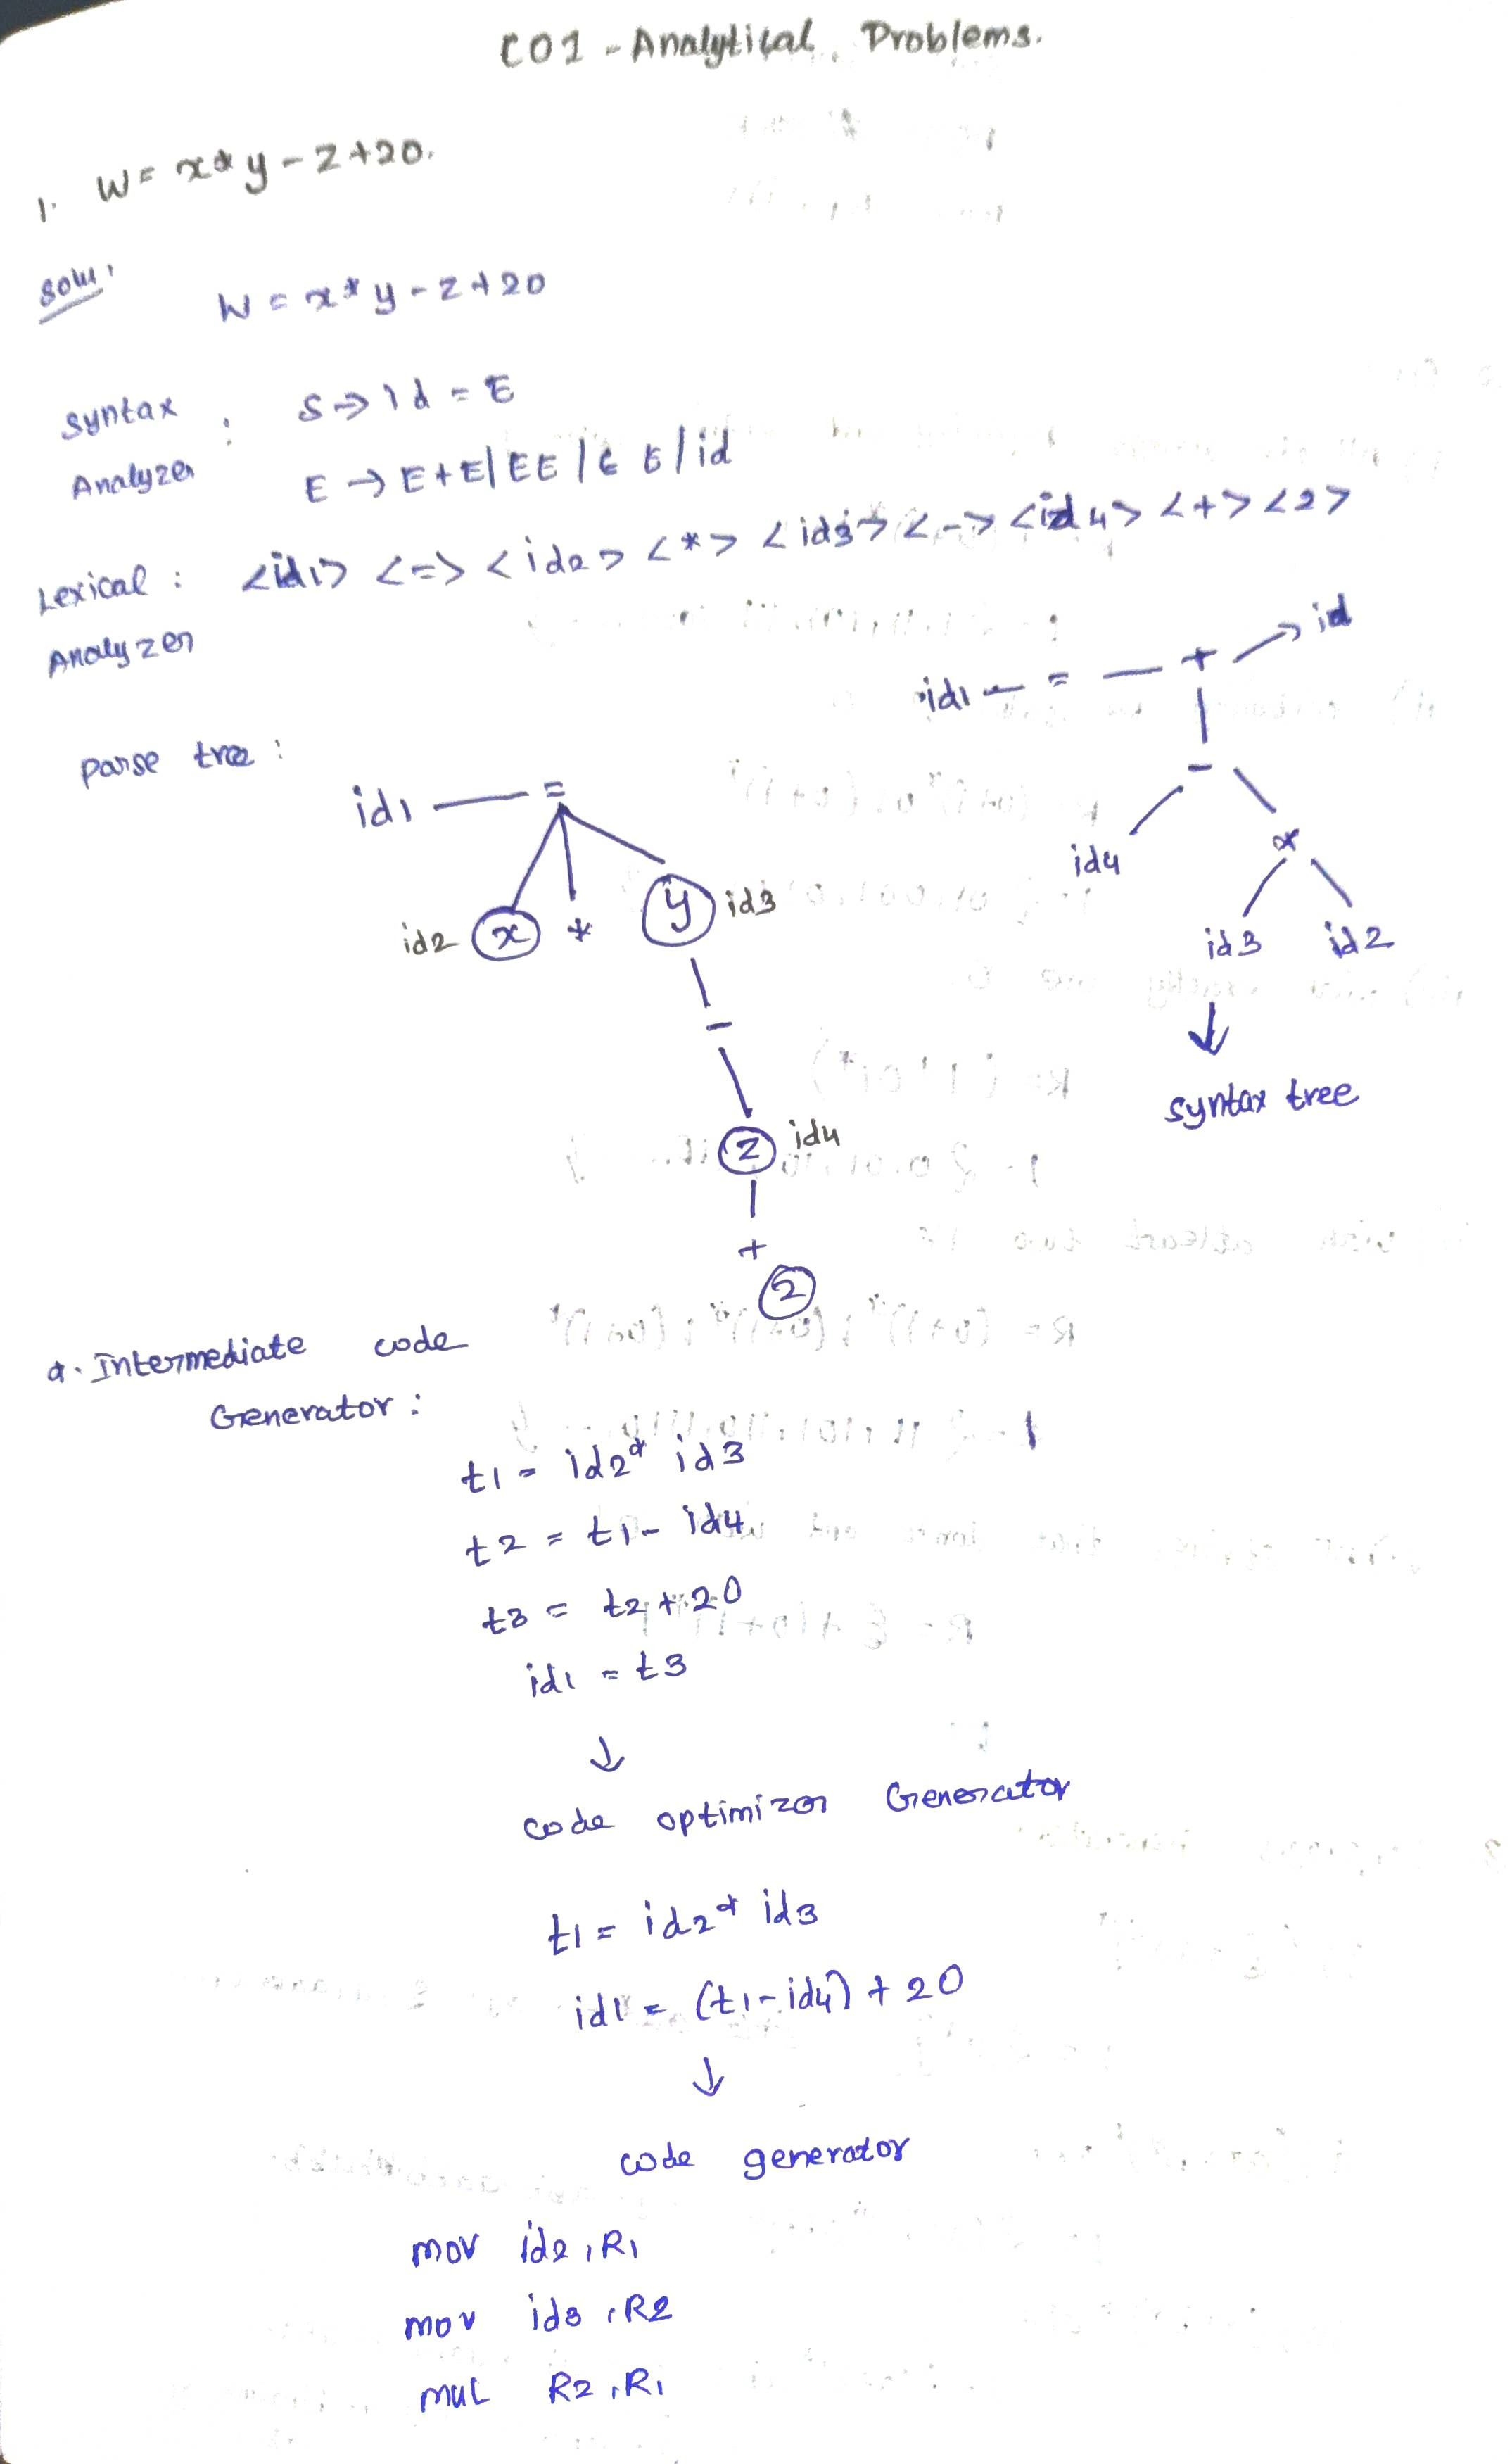 CO1 - Analytical Problems.
1. W = x*y - z + 20.
Soln:
W = x*y - z + 20
Syntax Analyzer : S → id = E
E → E+E | EE | E E | id
Lexical Analyzer : <id1> <=> <id2> <*> <id3> <-> <id4> <+> <2>
id1 = + id
-
id4 *
id3 id2
↓
syntax tree
parse tree :
id1 =
id2 x * y id3
-
z id4
+
2
a. Intermediate code
Generator :
t1 = id2* id3
t2 = t1 - id4
t3 = t2 + 20
id1 = t3
↓
code optimizer Generator
t1 = id2* id3
id1 = (t1 - id4) + 20
↓
code generator
mov id2, R1
mov id3, R2
mul R2, R1